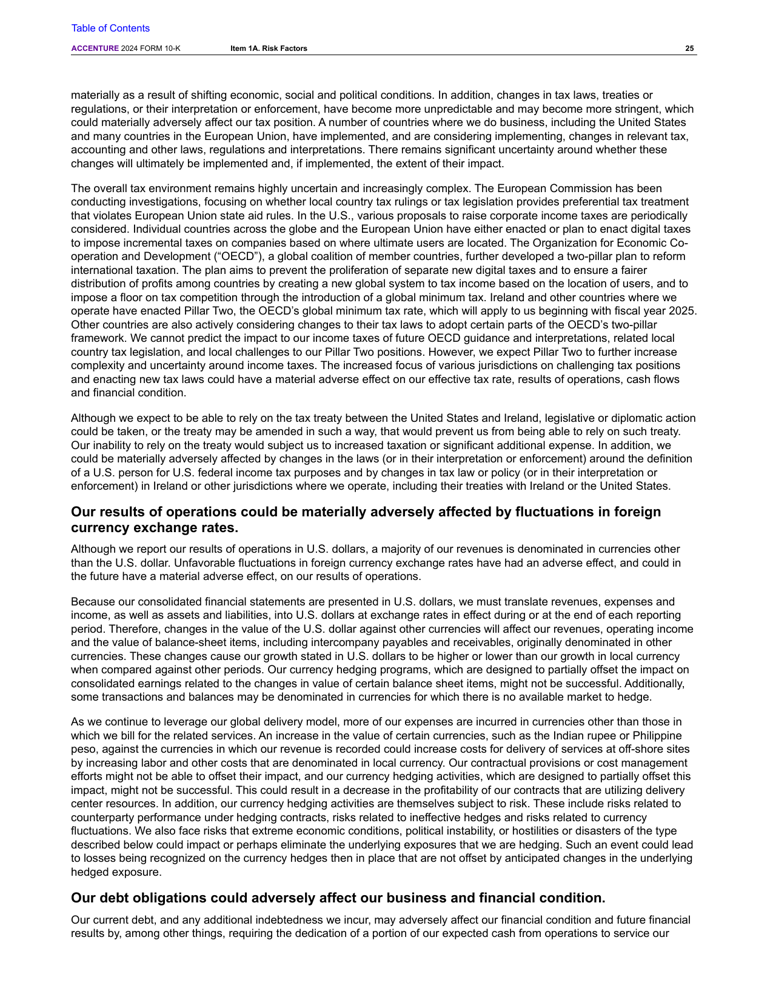 Table of Contents
ACCENTURE 2024 FORM 10-K Item 1A. Risk Factors 25
materially as a result of shifting economic, social and political conditions. In addition, changes in tax laws, treaties or
regulations, or their interpretation or enforcement, have become more unpredictable and may become more stringent, which
could materially adversely affect our tax position. A number of countries where we do business, including the United States
and many countries in the European Union, have implemented, and are considering implementing, changes in relevant tax,
accounting and other laws, regulations and interpretations. There remains significant uncertainty around whether these
changes will ultimately be implemented and, if implemented, the extent of their impact.
The overall tax environment remains highly uncertain and increasingly complex. The European Commission has been
conducting investigations, focusing on whether local country tax rulings or tax legislation provides preferential tax treatment
that violates European Union state aid rules. In the U.S., various proposals to raise corporate income taxes are periodically
considered. Individual countries across the globe and the European Union have either enacted or plan to enact digital taxes
to impose incremental taxes on companies based on where ultimate users are located. The Organization for Economic Co-
operation and Development (“OECD”), a global coalition of member countries, further developed a two-pillar plan to reform
international taxation. The plan aims to prevent the proliferation of separate new digital taxes and to ensure a fairer
distribution of profits among countries by creating a new global system to tax income based on the location of users, and to
impose a floor on tax competition through the introduction of a global minimum tax. Ireland and other countries where we
operate have enacted Pillar Two, the OECD’s global minimum tax rate, which will apply to us beginning with fiscal year 2025.
Other countries are also actively considering changes to their tax laws to adopt certain parts of the OECD’s two-pillar
framework. We cannot predict the impact to our income taxes of future OECD guidance and interpretations, related local
country tax legislation, and local challenges to our Pillar Two positions. However, we expect Pillar Two to further increase
complexity and uncertainty around income taxes. The increased focus of various jurisdictions on challenging tax positions
and enacting new tax laws could have a material adverse effect on our effective tax rate, results of operations, cash flows
and financial condition.
Although we expect to be able to rely on the tax treaty between the United States and Ireland, legislative or diplomatic action
could be taken, or the treaty may be amended in such a way, that would prevent us from being able to rely on such treaty.
Our inability to rely on the treaty would subject us to increased taxation or significant additional expense. In addition, we
could be materially adversely affected by changes in the laws (or in their interpretation or enforcement) around the definition
of a U.S. person for U.S. federal income tax purposes and by changes in tax law or policy (or in their interpretation or
enforcement) in Ireland or other jurisdictions where we operate, including their treaties with Ireland or the United States.
Our results of operations could be materially adversely affected by fluctuations in foreign
currency exchange rates.
Although we report our results of operations in U.S. dollars, a majority of our revenues is denominated in currencies other
than the U.S. dollar. Unfavorable fluctuations in foreign currency exchange rates have had an adverse effect, and could in
the future have a material adverse effect, on our results of operations.
Because our consolidated financial statements are presented in U.S. dollars, we must translate revenues, expenses and
income, as well as assets and liabilities, into U.S. dollars at exchange rates in effect during or at the end of each reporting
period. Therefore, changes in the value of the U.S. dollar against other currencies will affect our revenues, operating income
and the value of balance-sheet items, including intercompany payables and receivables, originally denominated in other
currencies. These changes cause our growth stated in U.S. dollars to be higher or lower than our growth in local currency
when compared against other periods. Our currency hedging programs, which are designed to partially offset the impact on
consolidated earnings related to the changes in value of certain balance sheet items, might not be successful. Additionally,
some transactions and balances may be denominated in currencies for which there is no available market to hedge.
As we continue to leverage our global delivery model, more of our expenses are incurred in currencies other than those in
which we bill for the related services. An increase in the value of certain currencies, such as the Indian rupee or Philippine
peso, against the currencies in which our revenue is recorded could increase costs for delivery of services at off-shore sites
by increasing labor and other costs that are denominated in local currency. Our contractual provisions or cost management
efforts might not be able to offset their impact, and our currency hedging activities, which are designed to partially offset this
impact, might not be successful. This could result in a decrease in the profitability of our contracts that are utilizing delivery
center resources. In addition, our currency hedging activities are themselves subject to risk. These include risks related to
counterparty performance under hedging contracts, risks related to ineffective hedges and risks related to currency
fluctuations. We also face risks that extreme economic conditions, political instability, or hostilities or disasters of the type
described below could impact or perhaps eliminate the underlying exposures that we are hedging. Such an event could lead
to losses being recognized on the currency hedges then in place that are not offset by anticipated changes in the underlying
hedged exposure.
Our debt obligations could adversely affect our business and financial condition.
Our current debt, and any additional indebtedness we incur, may adversely affect our financial condition and future financial
results by, among other things, requiring the dedication of a portion of our expected cash from operations to service our